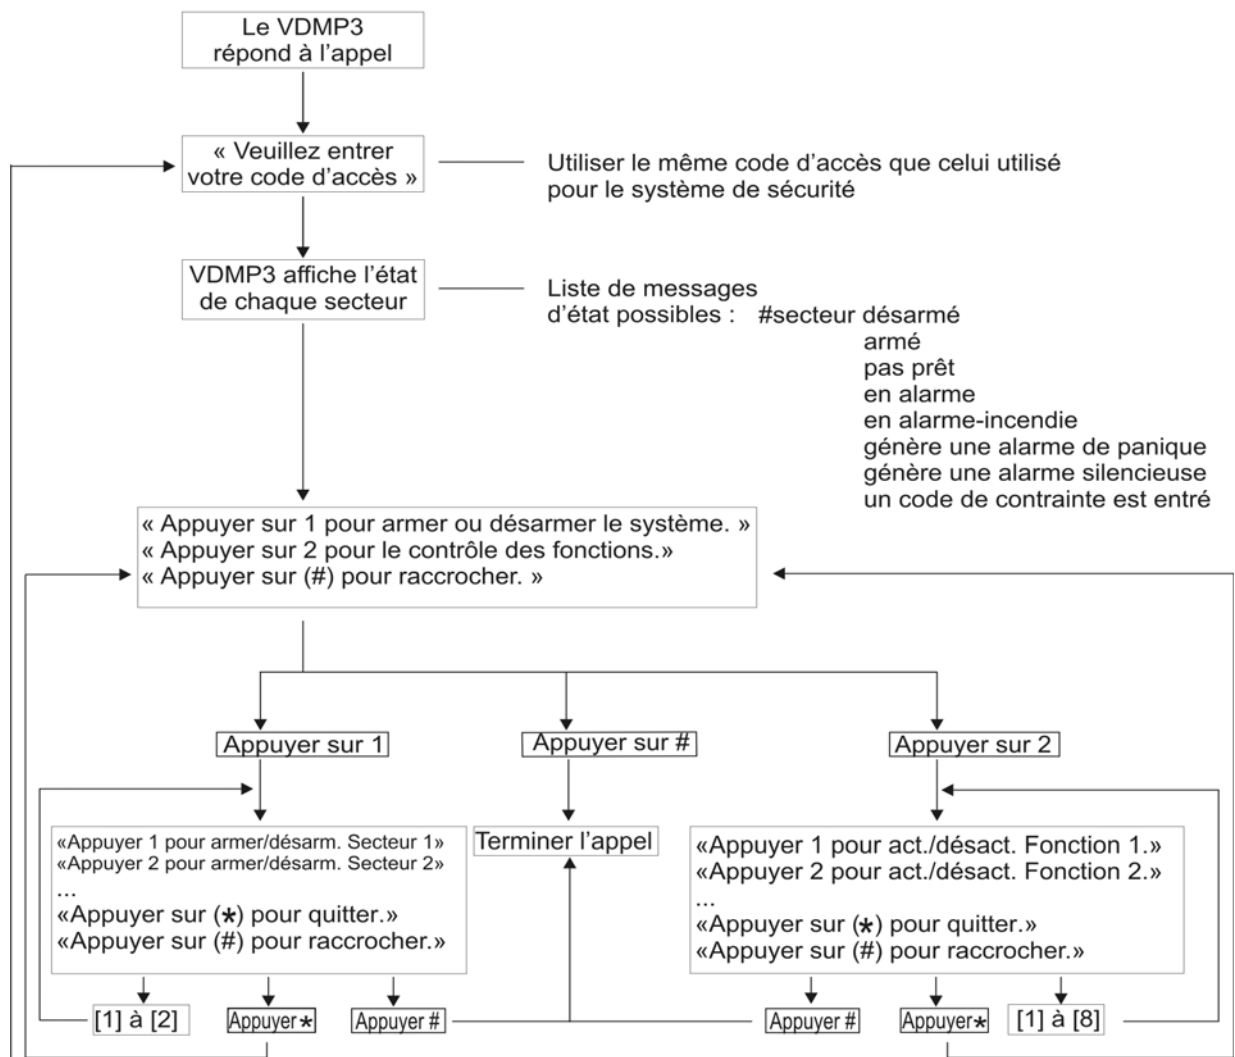 Le VDMP3
répond à l'appel
« Veuillez entrer
votre code d'accès »
Utiliser le même code d'accès que celui utilisé
pour le système de sécurité
VDMP3 affiche l'état
de chaque secteur
Liste de messages
d'état possibles : #secteur désarmé
armé
pas prêt
en alarme
en alarme-incendie
génère une alarme de panique
génère une alarme silencieuse
un code de contrainte est entré
« Appuyer sur 1 pour armer ou désarmer le système. »
« Appuyer sur 2 pour le contrôle des fonctions.»
« Appuyer sur (#) pour raccrocher. »
Appuyer sur 1
Appuyer sur #
Appuyer sur 2
«Appuyer 1 pour armer/désarm. Secteur 1»
«Appuyer 2 pour armer/désarm. Secteur 2»
...
«Appuyer sur (*) pour quitter.»
«Appuyer sur (#) pour raccrocher.»
Terminer l'appel
«Appuyer 1 pour act./désact. Fonction 1.»
«Appuyer 2 pour act./désact. Fonction 2.»
...
«Appuyer sur (*) pour quitter.»
«Appuyer sur (#) pour raccrocher.»
[1] à [2]
Appuyer *
Appuyer #
Appuyer #
Appuyer *
[1] à [8]